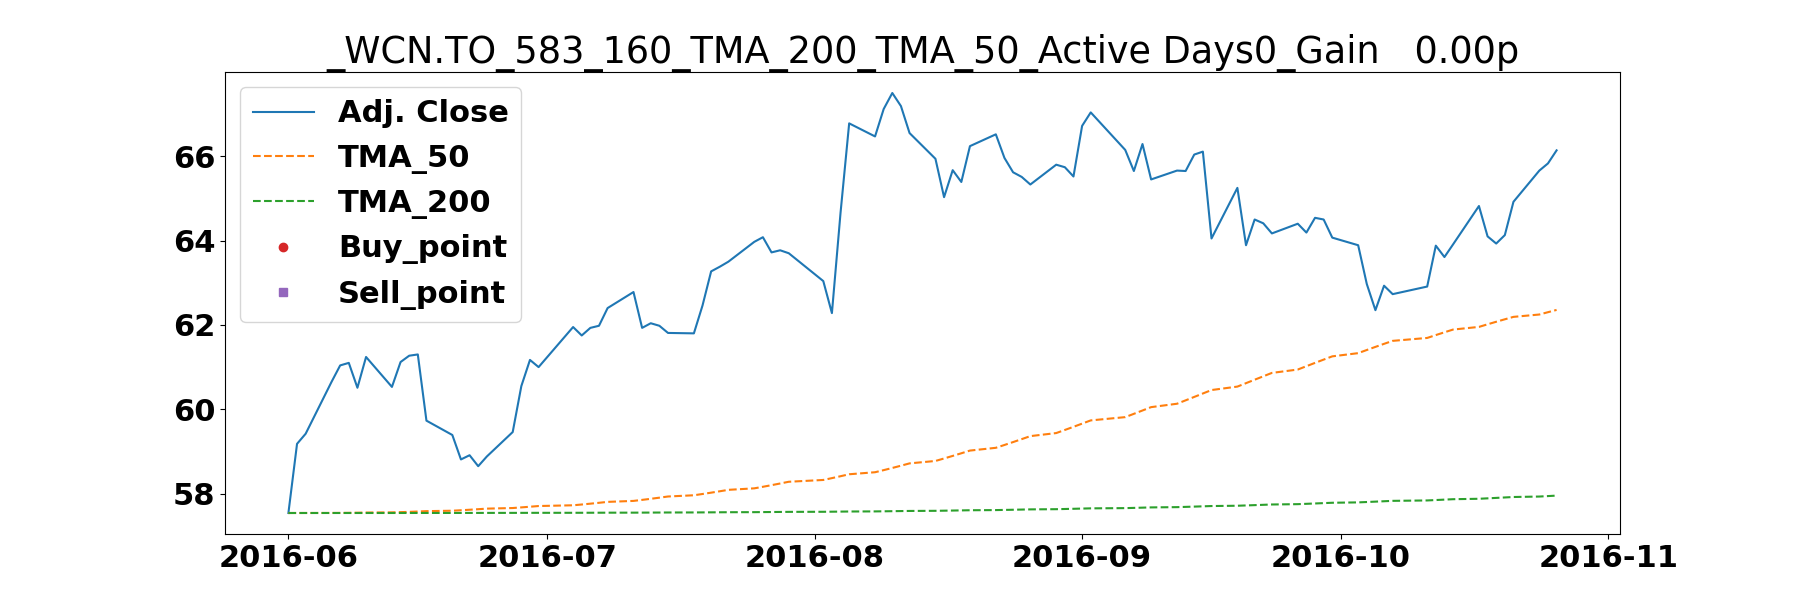 _WCN.TO_583_160_TMA_200_TMA_50_Active Days0_Gain   0.00p
Adj. Close
TMA_50
TMA_200
Buy_point
Sell_point
66
64
62
60
58
2016-06 2016-07 2016-08 2016-09 2016-10 2016-11